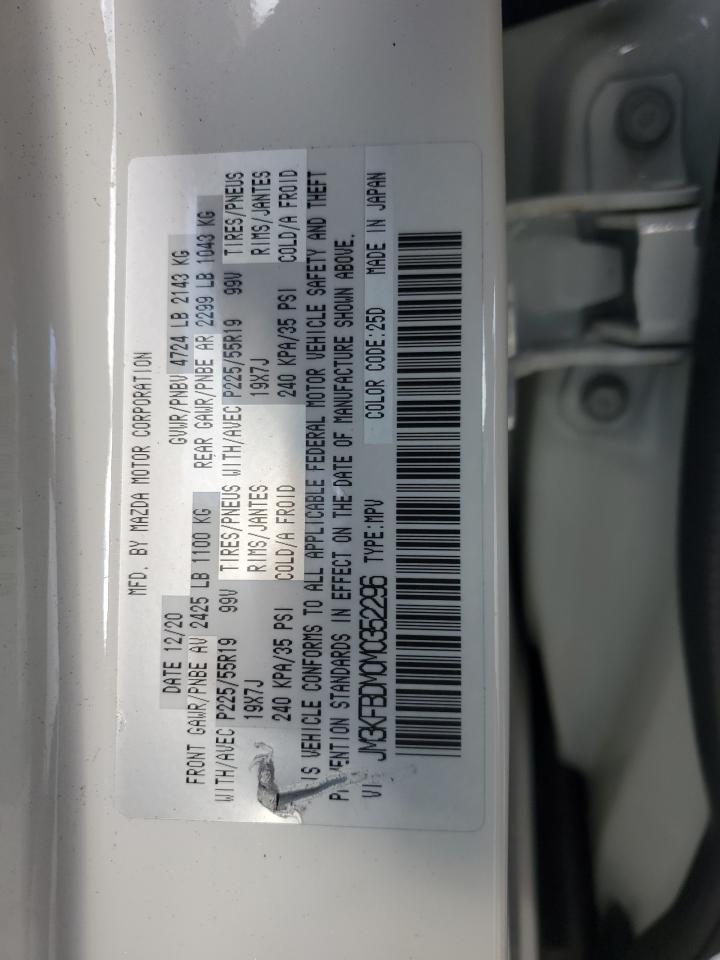 MFD. BY MAZDA MOTOR CORPORATION
DATE 12/20 GVWR/PNBV 4724 LB 2143 KG
FRONT GAWR/PNBE AV 2425 LB 1100 KG REAR GAWR/PNBE AR 2299 LB 1043 KG
WITH/AVEC P225/55R19 99V TIRES/PNEUS WITH/AVEC P225/55R19 99V TIRES/PNEUS
19X7J RIMS/JANTES 19X7J RIMS/JANTES
240 KPA/35 PSI COLD/A FROID 240 KPA/35 PSI COLD/A FROID
IS VEHICLE CONFORMS TO ALL APPLICABLE FEDERAL MOTOR VEHICLE SAFETY AND THEFT
P VENTION STANDARDS IN EFFECT ON THE DATE OF MANUFACTURE SHOWN ABOVE.
VI JM3KFBDM0M0352296 TYPE:MPV COLOR CODE:25D MADE IN JAPAN